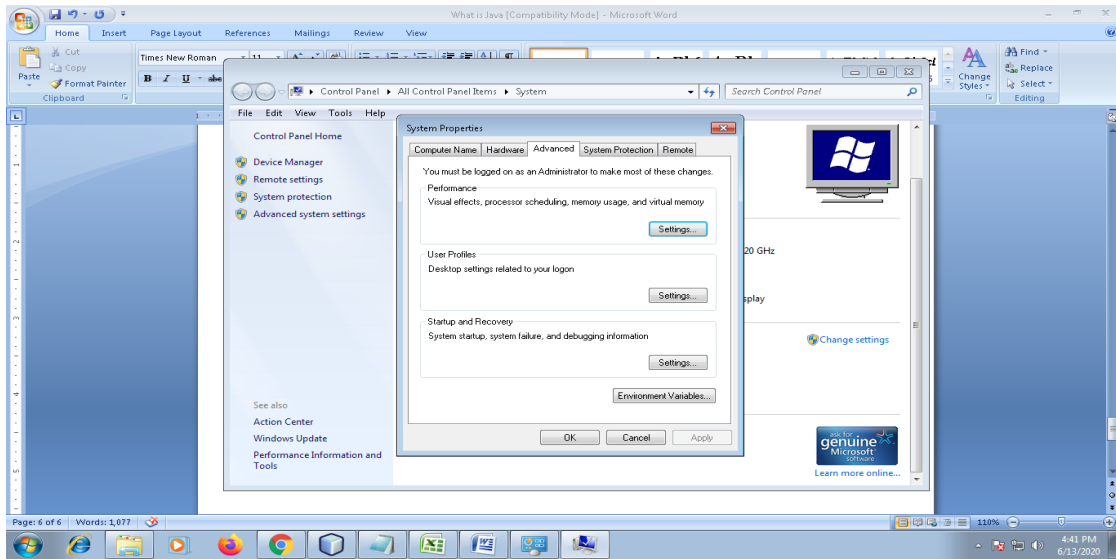 What is Java [Compatibility Mode] - Microsoft Word
Home Insert Page Layout References Mailings Review View
Cut
Copy
Format Painter
Paste
Clipboard
Times New Roman
B I U abe
Change
Styles
Find
Replace
Select
Editing
Control Panel All Control Panel Items System
Search Control Panel
File Edit View Tools Help
Control Panel Home
Device Manager
Remote settings
System protection
Advanced system settings
See also
Action Center
Windows Update
Performance Information and
Tools
System Properties
Computer Name Hardware Advanced System Protection Remote
You must be logged on as an Administrator to make most of these changes.
Performance
Visual effects, processor scheduling, memory usage, and virtual memory
Settings...
User Profiles
Desktop settings related to your logon
Settings...
Startup and Recovery
System startup, system failure, and debugging information
Settings...
Environment Variables...
OK Cancel Apply
20 GHz
splay
Change settings
ask for
genuine
Microsoft
software
Learn more online...
Page: 6 of 6 Words: 1,077
110%
4:41 PM
6/13/2020